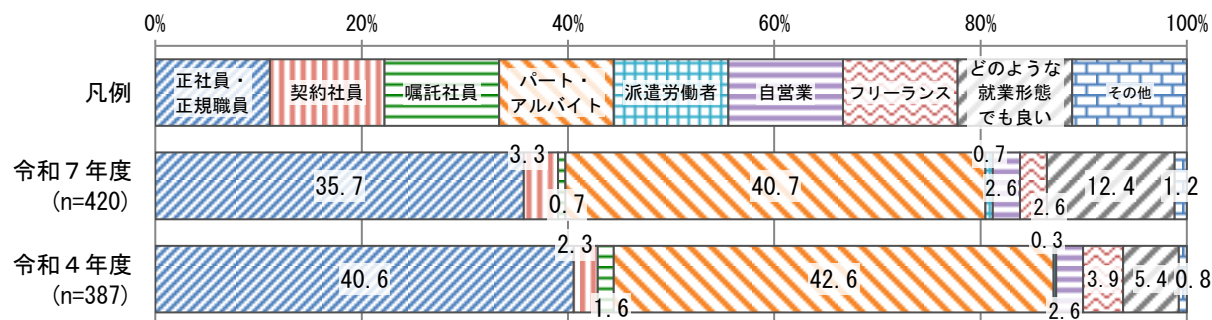 0% 20% 40% 60% 80% 100%
凡例
正社員・
正規職員
契約社員
嘱託社員
パート・
アルバイト
派遣労働者
自営業
フリーランス
どのような
就業形態
でも良い
その他
令和７年度
(n=420)
35.7
3.3
0.7
40.7
0.7
2.6
2.6
12.4
1.2
令和４年度
(n=387)
40.6
2.3
1.6
42.6
0.3
2.6
3.9
5.4
0.8